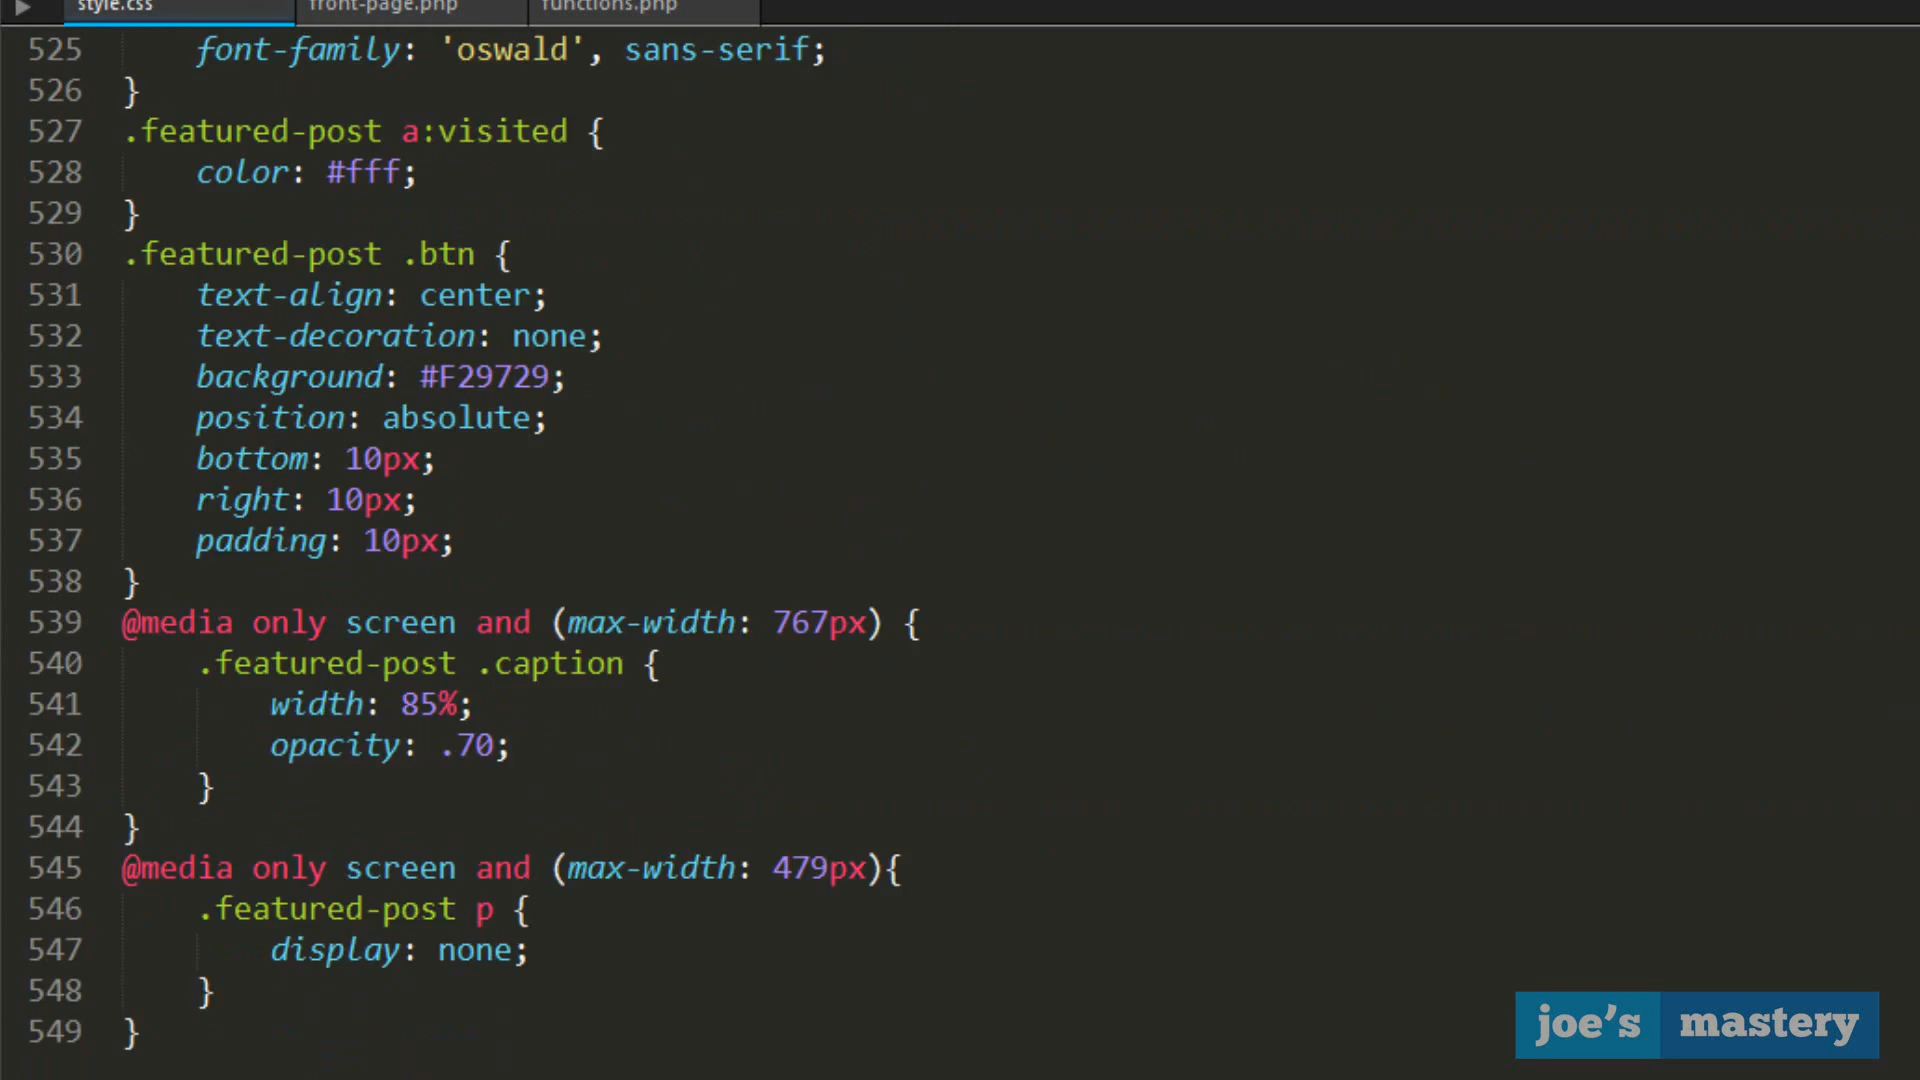 style.css front-page.php functions.php
525 font-family: 'oswald', sans-serif;
526 }
527 .featured-post a:visited {
528 color: #fff;
529 }
530 .featured-post .btn {
531 text-align: center;
532 text-decoration: none;
533 background: #F29729;
534 position: absolute;
535 bottom: 10px;
536 right: 10px;
537 padding: 10px;
538 }
539 @media only screen and (max-width: 767px) {
540 .featured-post .caption {
541 width: 85%;
542 opacity: .70;
543 }
544 }
545 @media only screen and (max-width: 479px){
546 .featured-post p {
547 display: none;
548 }
549 }
joe's mastery